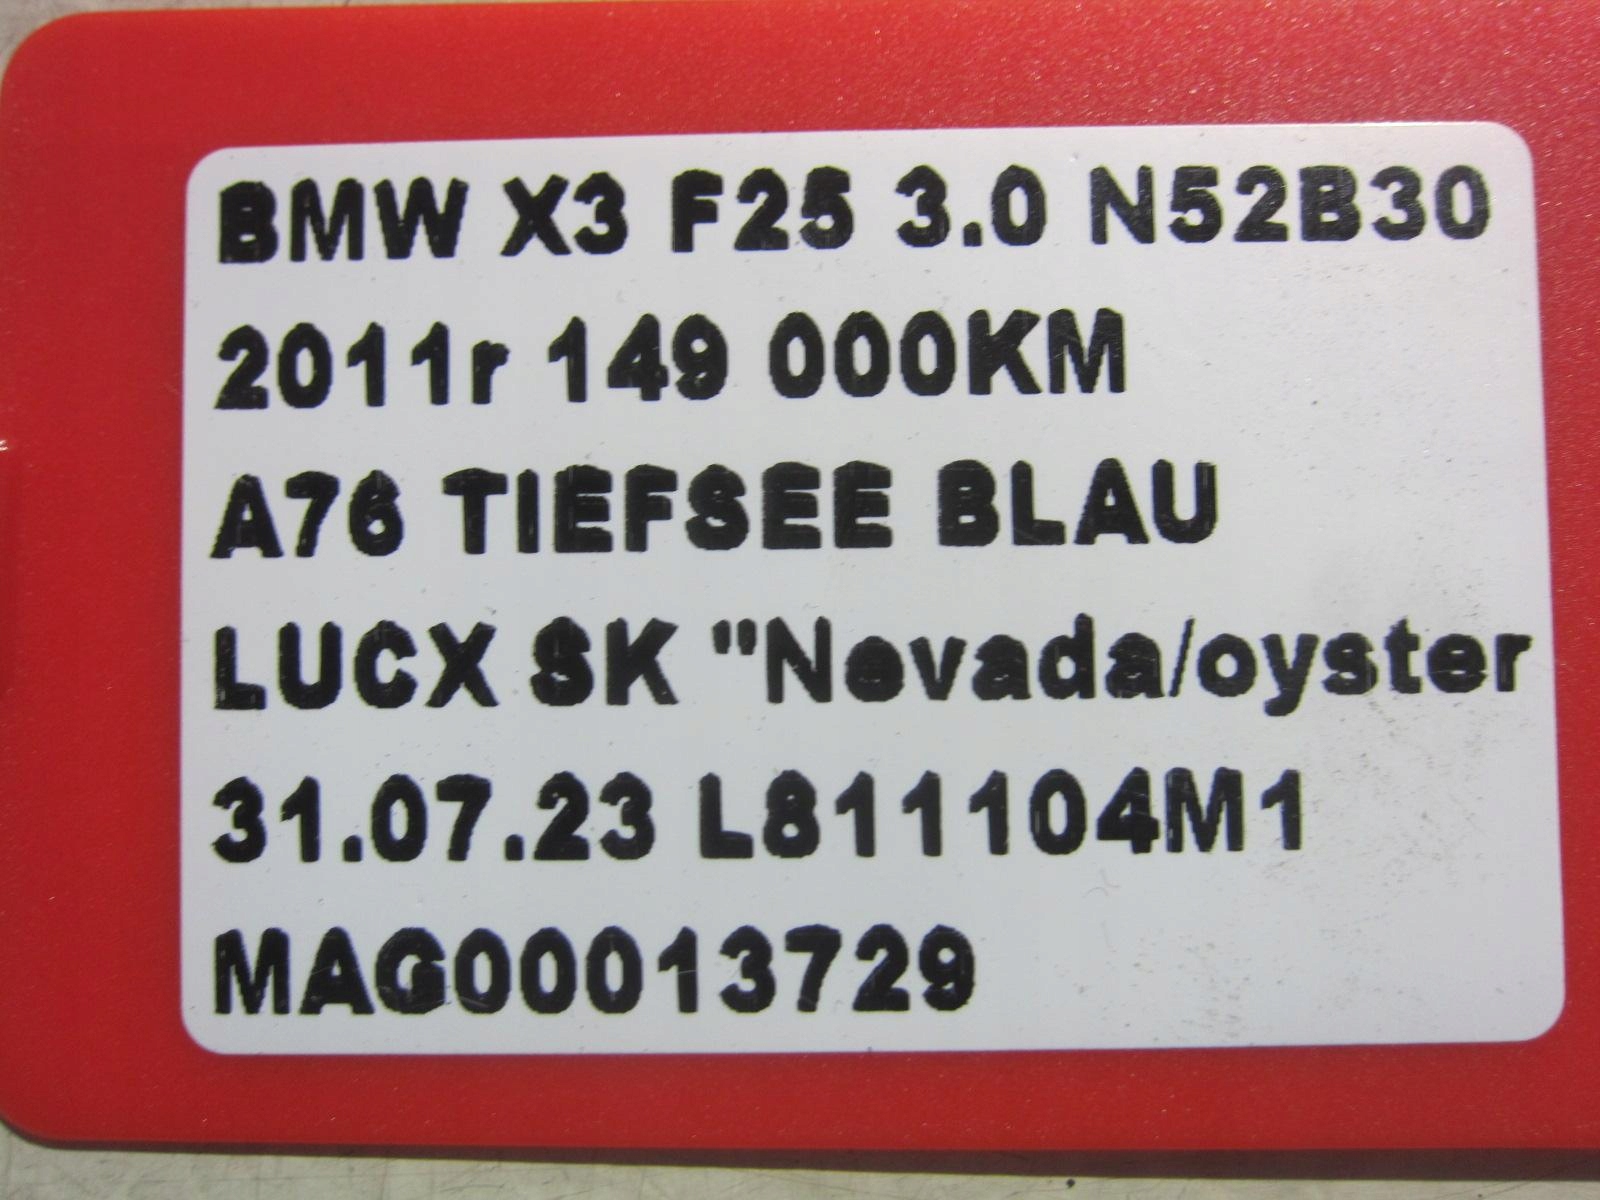 BMW X3 F25 3.0 N52B30
2011r 149 000KM
A76 TIEFSEE BLAU
LUCX SK "Nevada/oyster
31.07.23 L811104M1
MAG00013729